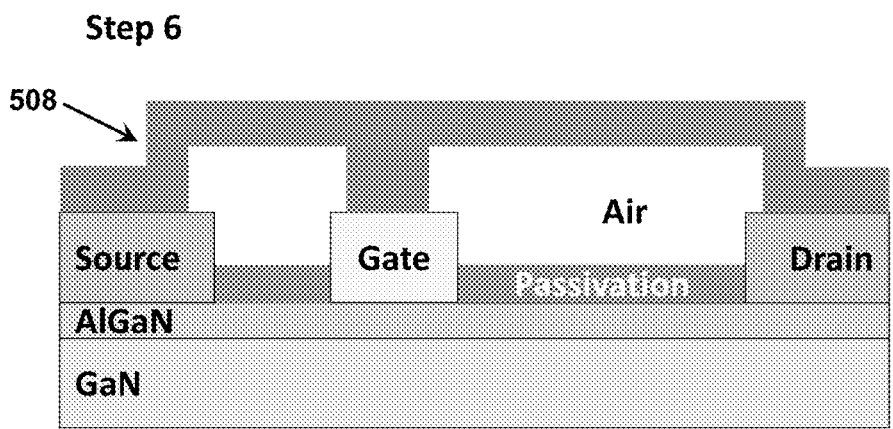 Step 6
508
Air
Source
Gate
Drain
Passivation
AlGaN
GaN